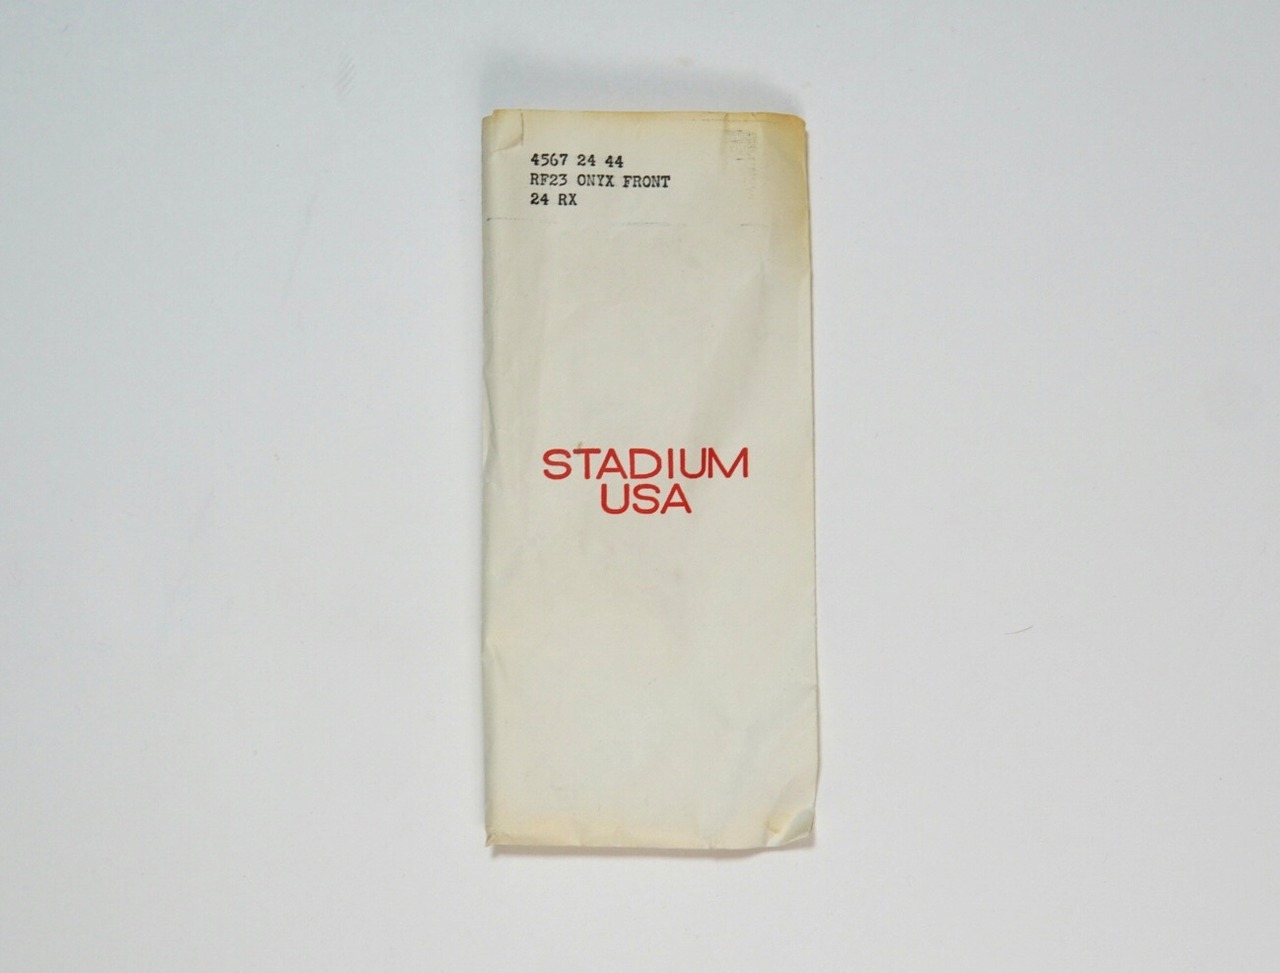 4567 24 44
RF23 ONYX FRONT
24 RX
STADIUM
USA